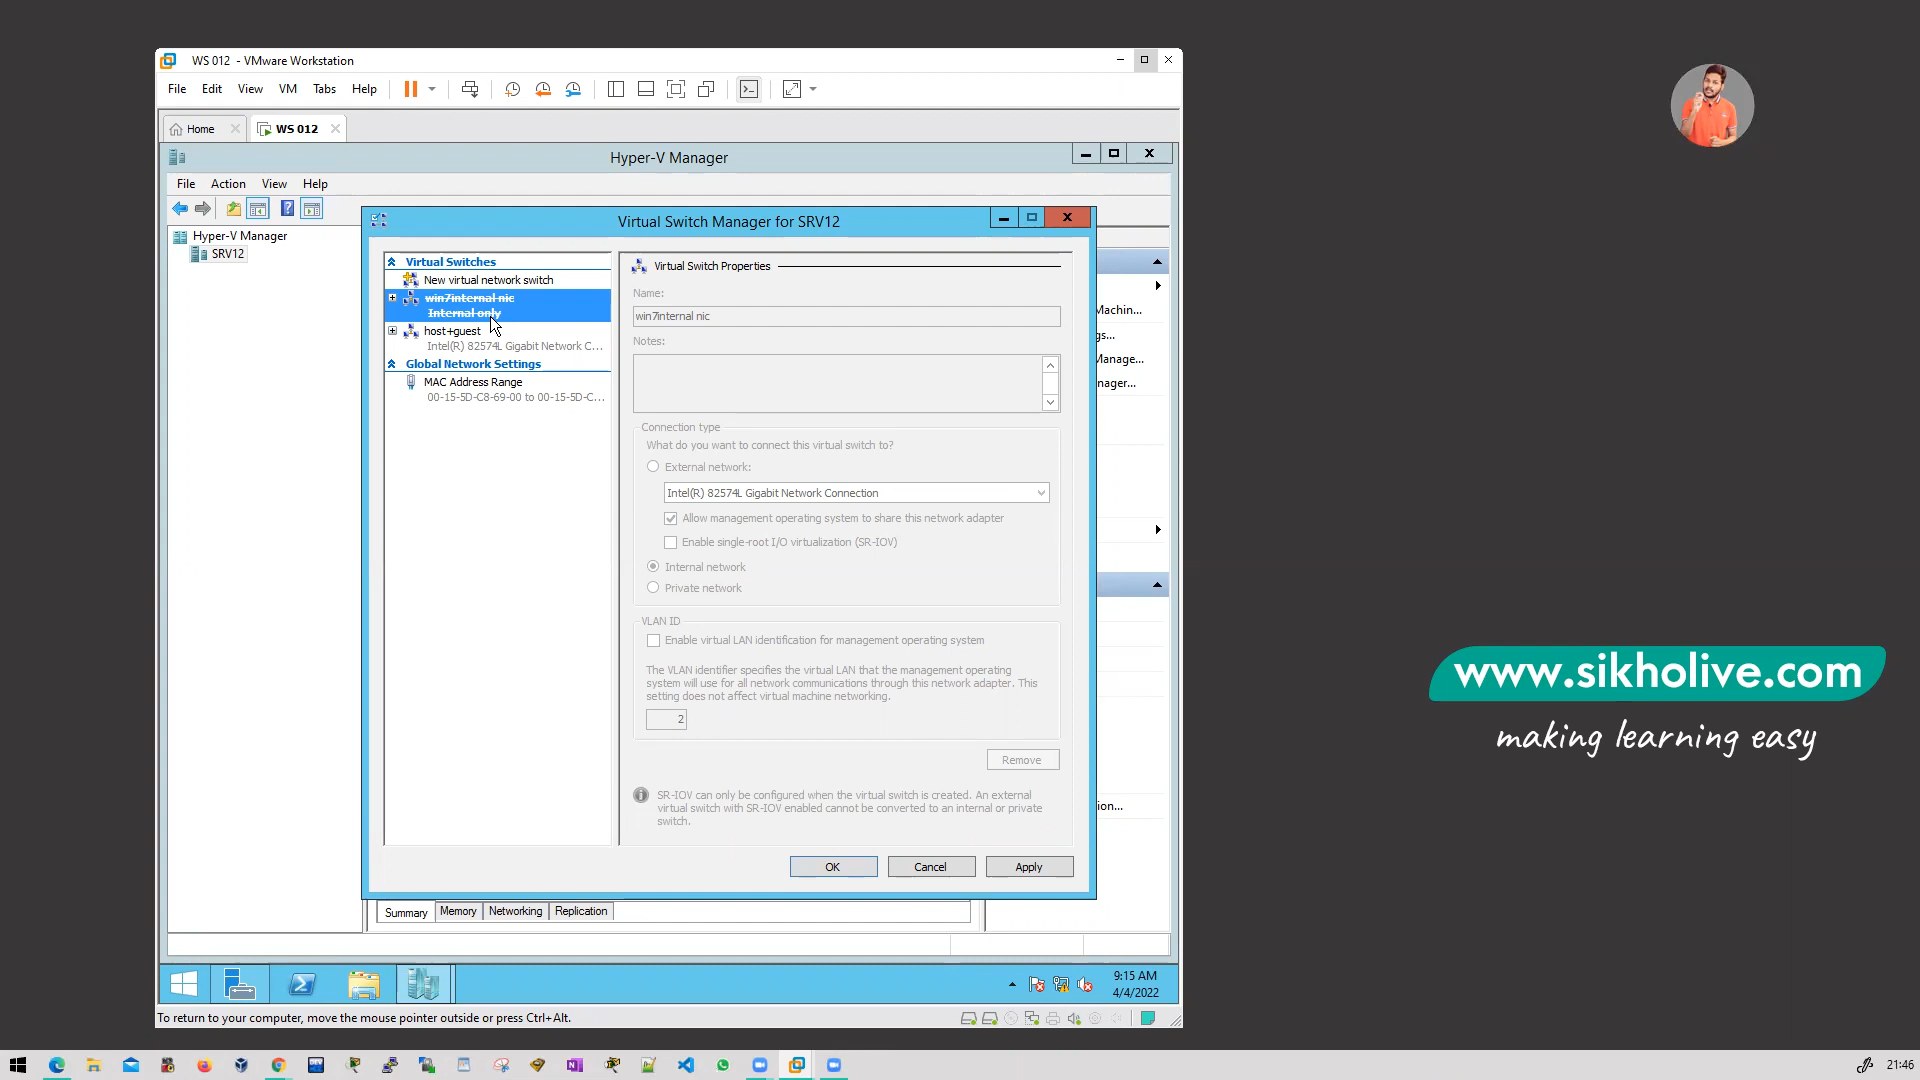 WS 012 - VMware Workstation
File Edit View VM Tabs Help
Home WS 012
Hyper-V Manager
File Action View Help
Hyper-V Manager
SRV12
Virtual Switch Manager for SRV12
Virtual Switches
New virtual network switch
win7internal nic
Internal only
host+guest
Intel(R) 82574L Gigabit Network C...
Global Network Settings
MAC Address Range
00-15-5D-C8-69-00 to 00-15-5D-C...
Virtual Switch Properties
Name:
win7internal nic
Notes:
Connection type
What do you want to connect this virtual switch to?
External network:
Intel(R) 82574L Gigabit Network Connection
Allow management operating system to share this network adapter
Enable single-root I/O virtualization (SR-IOV)
Internal network
Private network
VLAN ID
Enable virtual LAN identification for management operating system
The VLAN identifier specifies the virtual LAN that the management operating
system will use for all network communications through this network adapter. This
setting does not affect virtual machine networking.
2
Remove
SR-IOV can only be configured when the virtual switch is created. An external
virtual switch with SR-IOV enabled cannot be converted to an internal or private
switch.
OK Cancel Apply
Machin...
gs...
Manage...
nager...
ion...
Summary Memory Networking Replication
9:15 AM
4/4/2022
To return to your computer, move the mouse pointer outside or press Ctrl+Alt.
www.sikholive.com
making learning easy
21:46